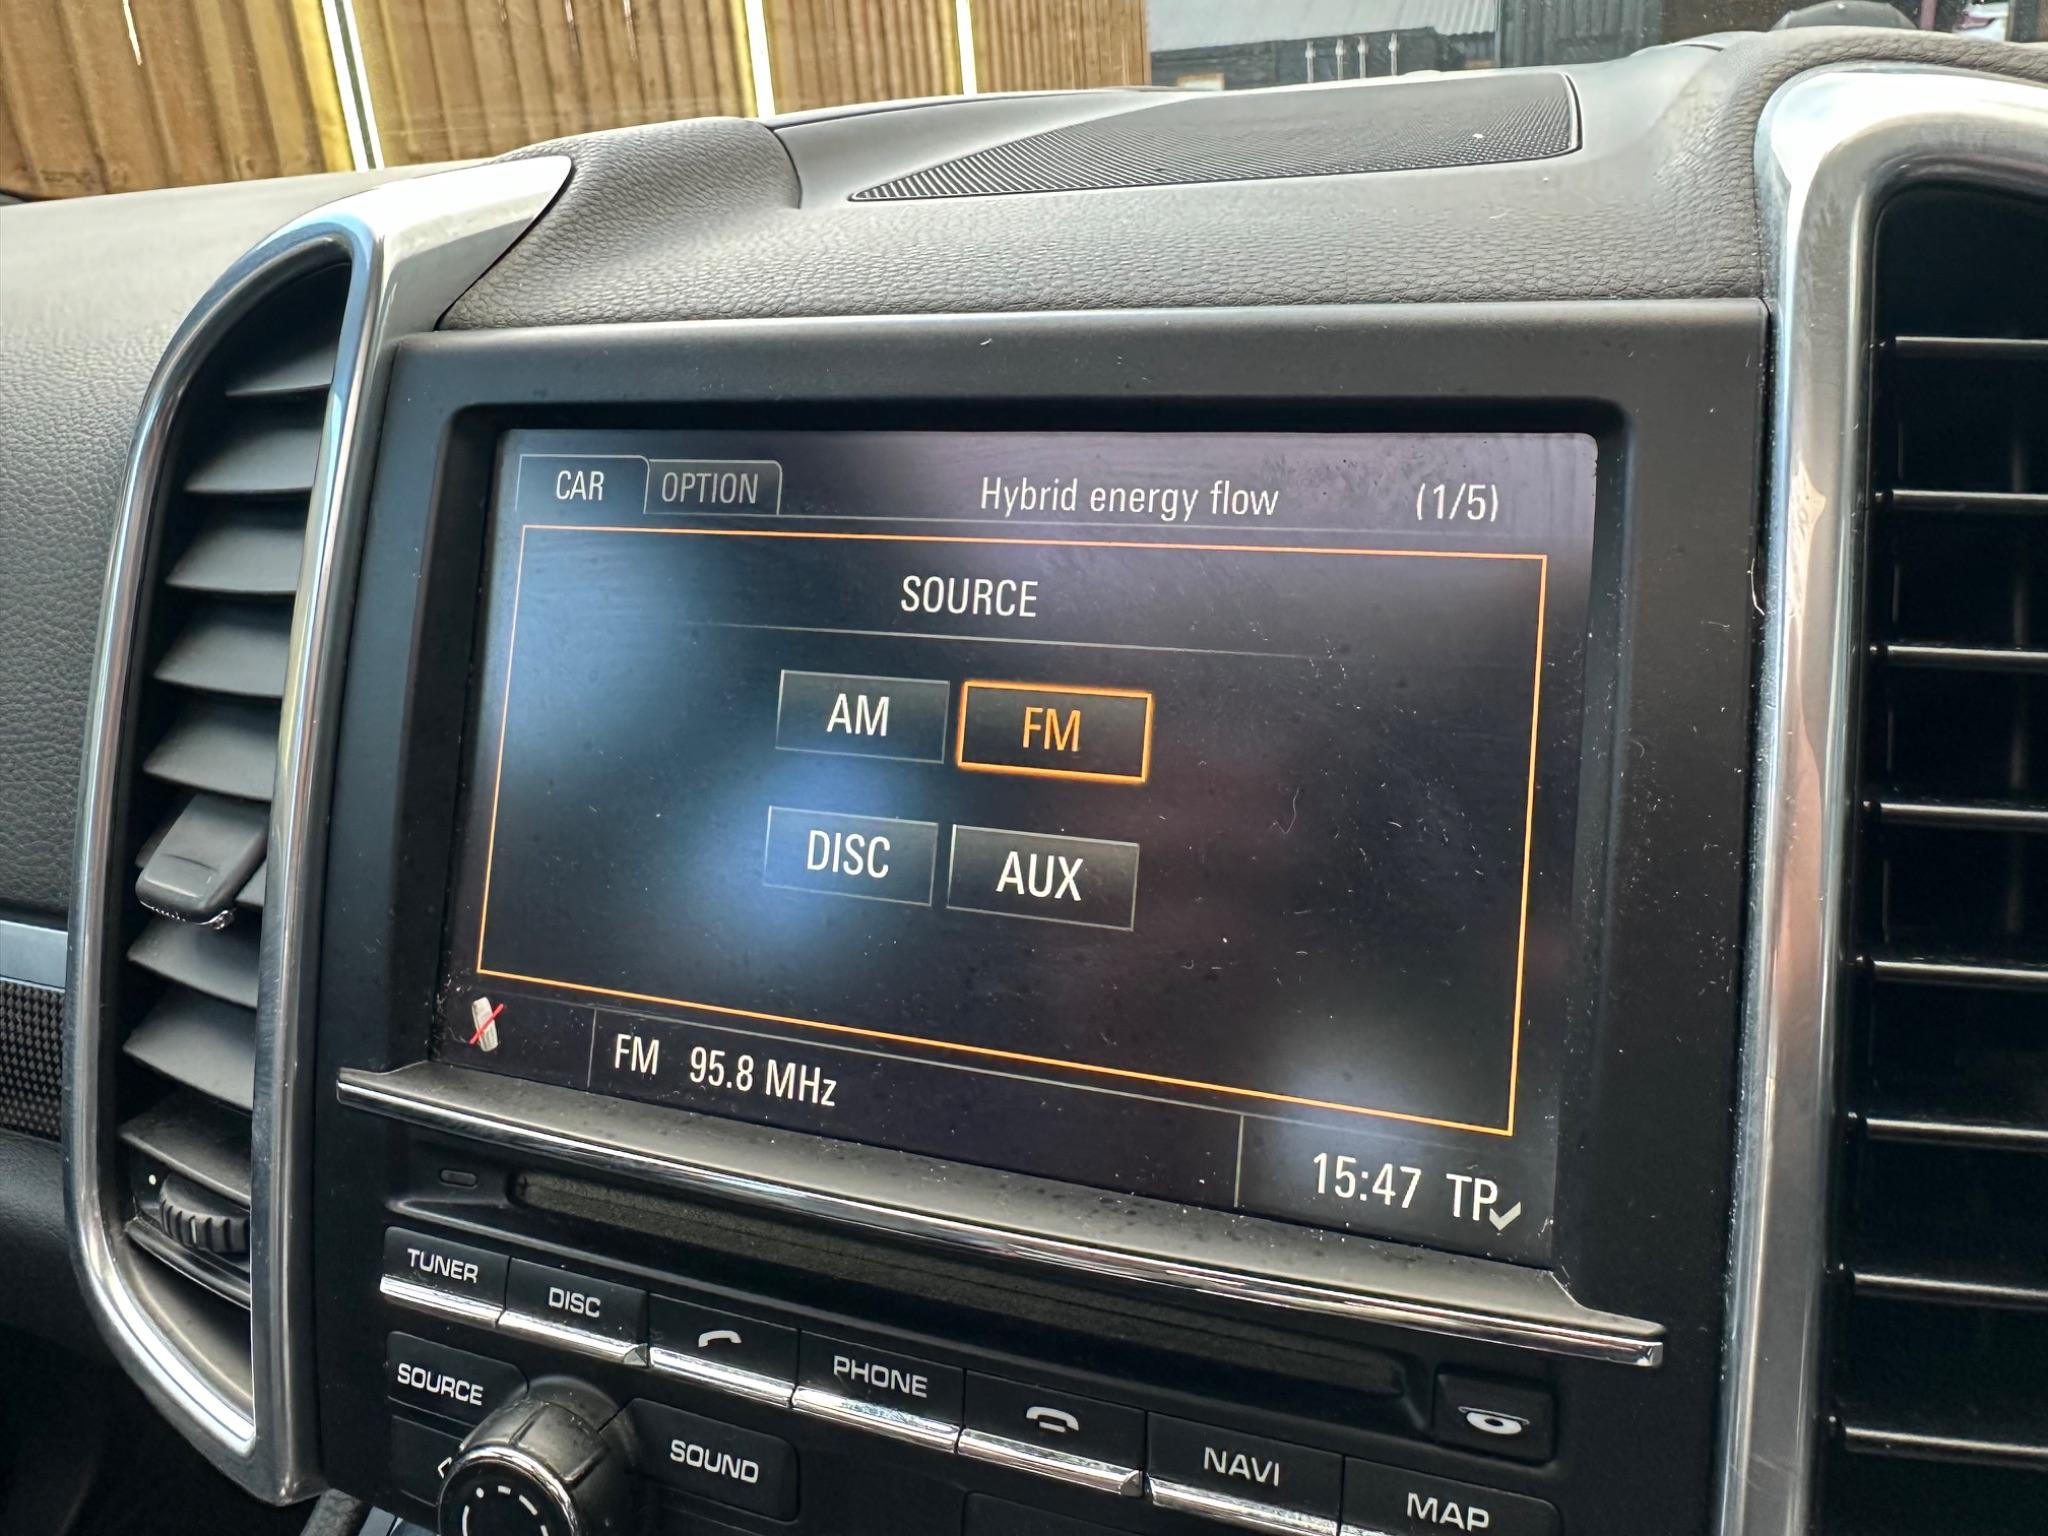 CAR OPTION Hybrid energy flow (1/5)
SOURCE
AM FM
DISC AUX
FM 95.8 MHz
15:47 TP
TUNER DISC PHONE NAVI MAP
SOURCE SOUND